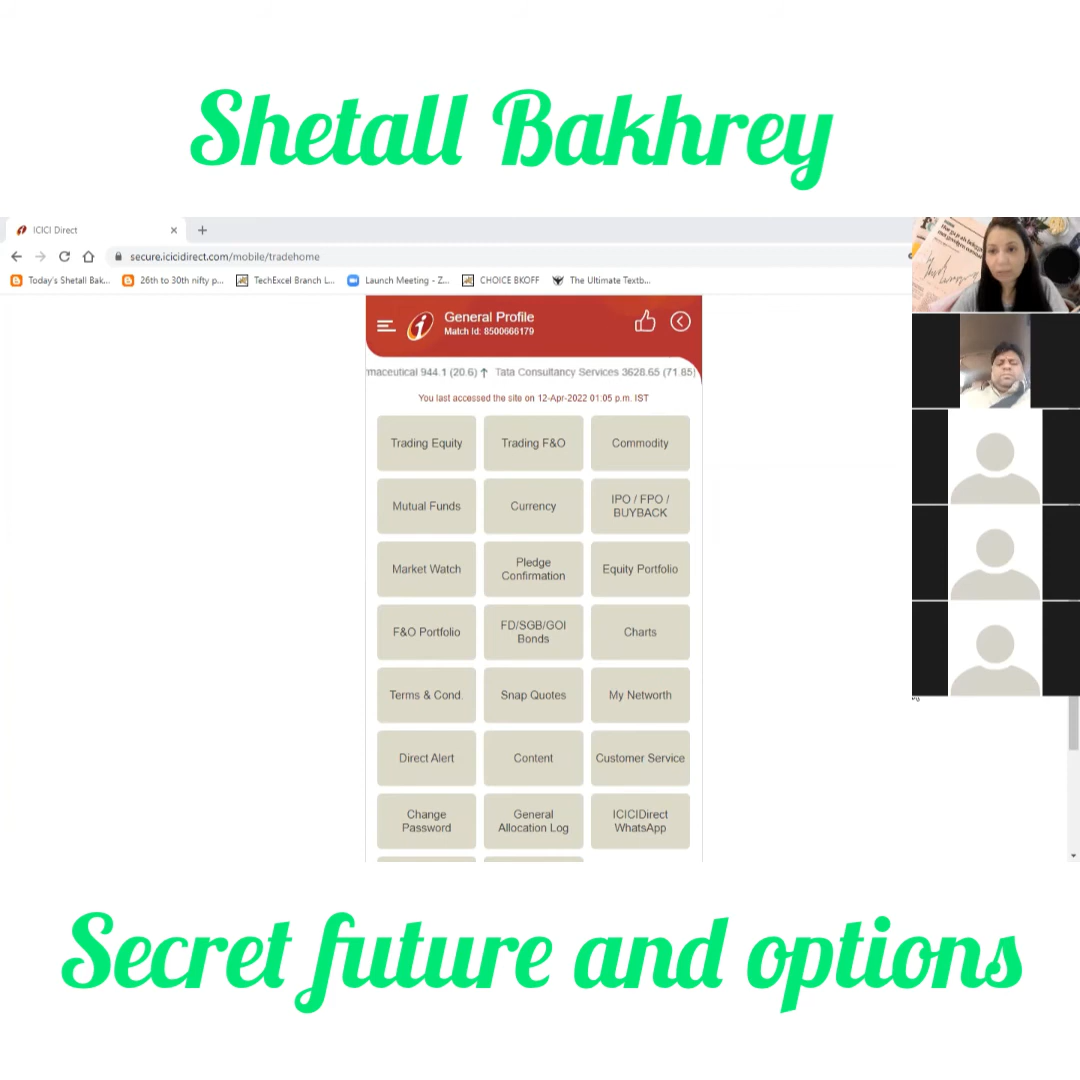 Shetall Bakhrey
ICICI Direct
secure.icicidirect.com/mobile/tradehome
Today's Shetall Bak...
26th to 30th nifty p...
TechExcel Branch L...
Launch Meeting - Z...
CHOICE BKOFF
The Ultimate Textb...
General Profile
Match Id: 8500666179
rmaceutical 944.1 (20.6) ↑ Tata Consultancy Services 3628.65 (71.85)
You last accessed the site on 12-Apr-2022 01:05 p.m. IST
Trading Equity
Trading F&O
Commodity
Mutual Funds
Currency
IPO / FPO /
BUYBACK
Market Watch
Pledge
Confirmation
Equity Portfolio
F&O Portfolio
FD/SGB/GOI
Bonds
Charts
Terms & Cond.
Snap Quotes
My Networth
Direct Alert
Content
Customer Service
Change
Password
General
Allocation Log
ICICIDirect
WhatsApp
Secret future and options